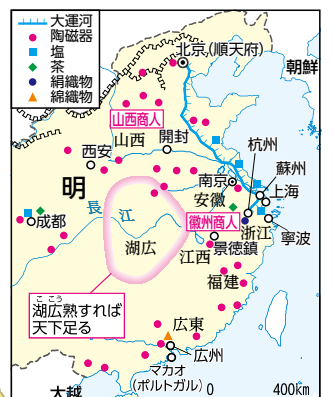 大運河
陶磁器
塩
茶
絹織物
綿織物
北京(順天府)
朝鮮
山西商人
山西
開封
杭州
西安
蘇州
明
南京
上海
安徽
長江
成都
徽州商人
浙江
湖広
景徳鎮
寧波
江西
福建
ここう
湖広熟すれば
天下足る
広東
広州
マカオ
(ポルトガル)
大越
0 400km